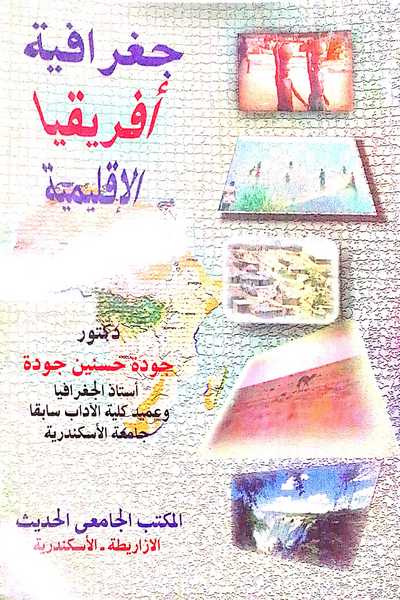 جغرافية
أفريقيا
الإقليمية
دكتور
جودة حسنين جودة
أستاذ الجغرافيا
وعميد كلية الآداب سابقا
جامعة الأسكندرية
المكتب الجامعى الحديث
الازاريطة - الأسكندرية